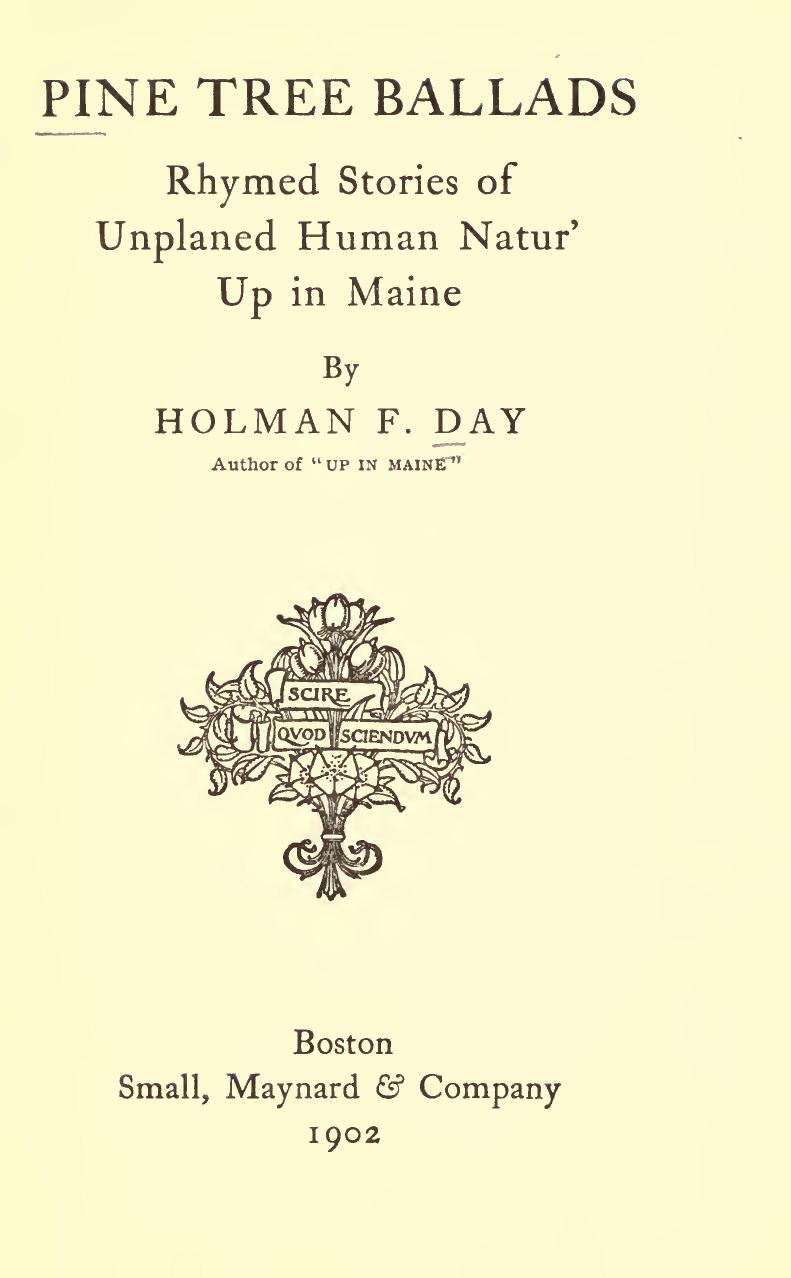 PINE TREE BALLADS
Rhymed Stories of
Unplaned Human Natur’
Up in Maine
By
HOLMAN F. DAY
Author of “UP IN MAINE”
SCIRE
QVOD SCIENDVM
Boston
Small, Maynard & Company
1902